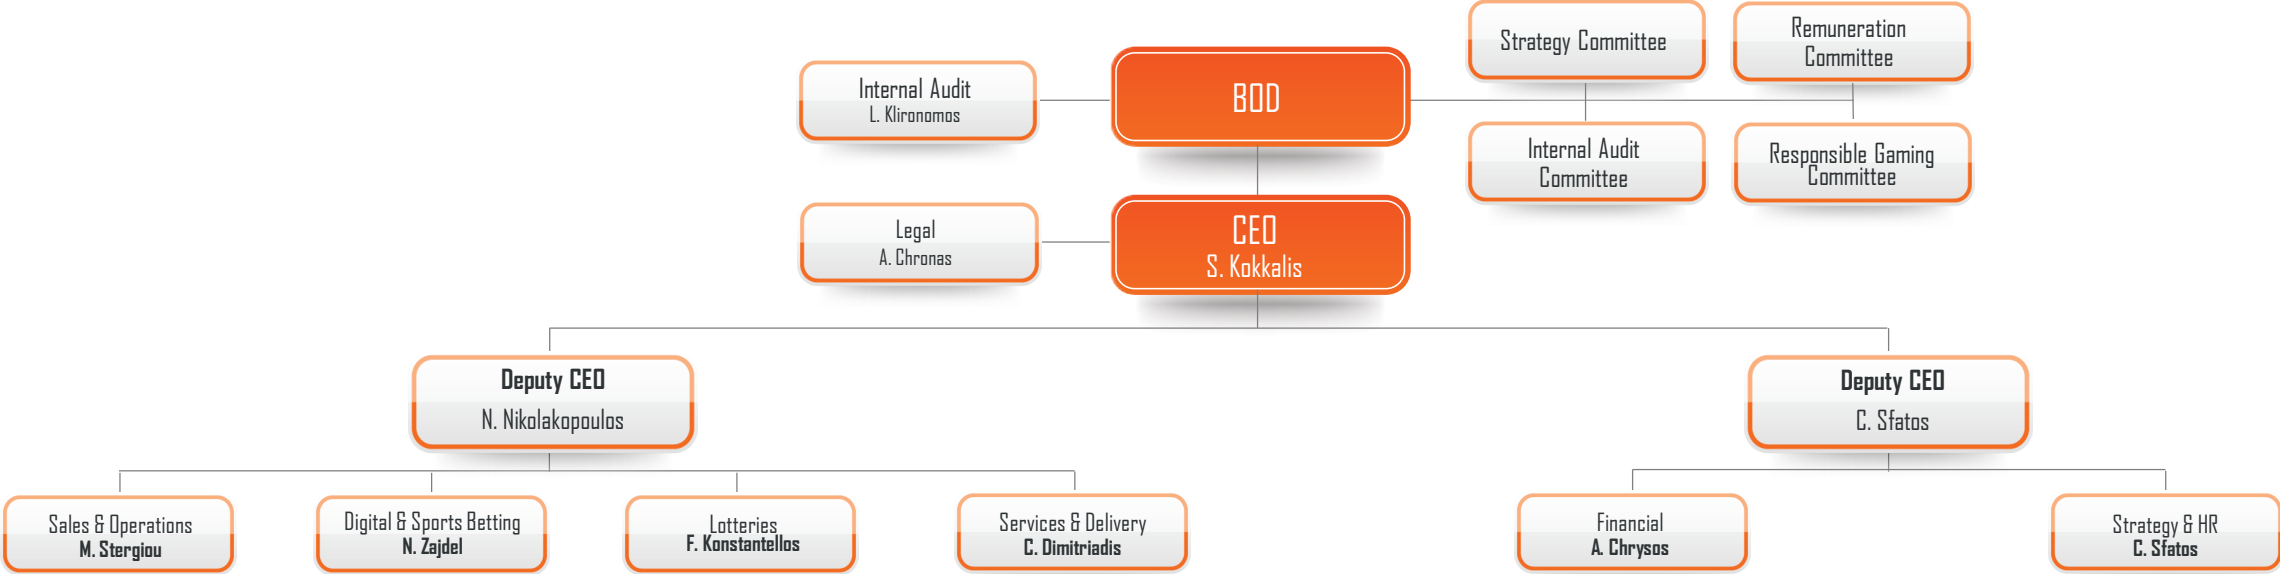 Strategy Committee
Remuneration
Committee
Internal Audit
L. Klironomos
BOD
Internal Audit
Committee
Responsible Gaming
Committee
Legal
A. Chronas
CEO
S. Kokkalis
Deputy CEO
N. Nikolakopoulos
Deputy CEO
C. Sfatos
Sales & Operations
M. Stergiou
Digital & Sports Betting
N. Zajdel
Lotteries
F. Konstantellos
Services & Delivery
C. Dimitriadis
Financial
A. Chrysos
Strategy & HR
C. Sfatos